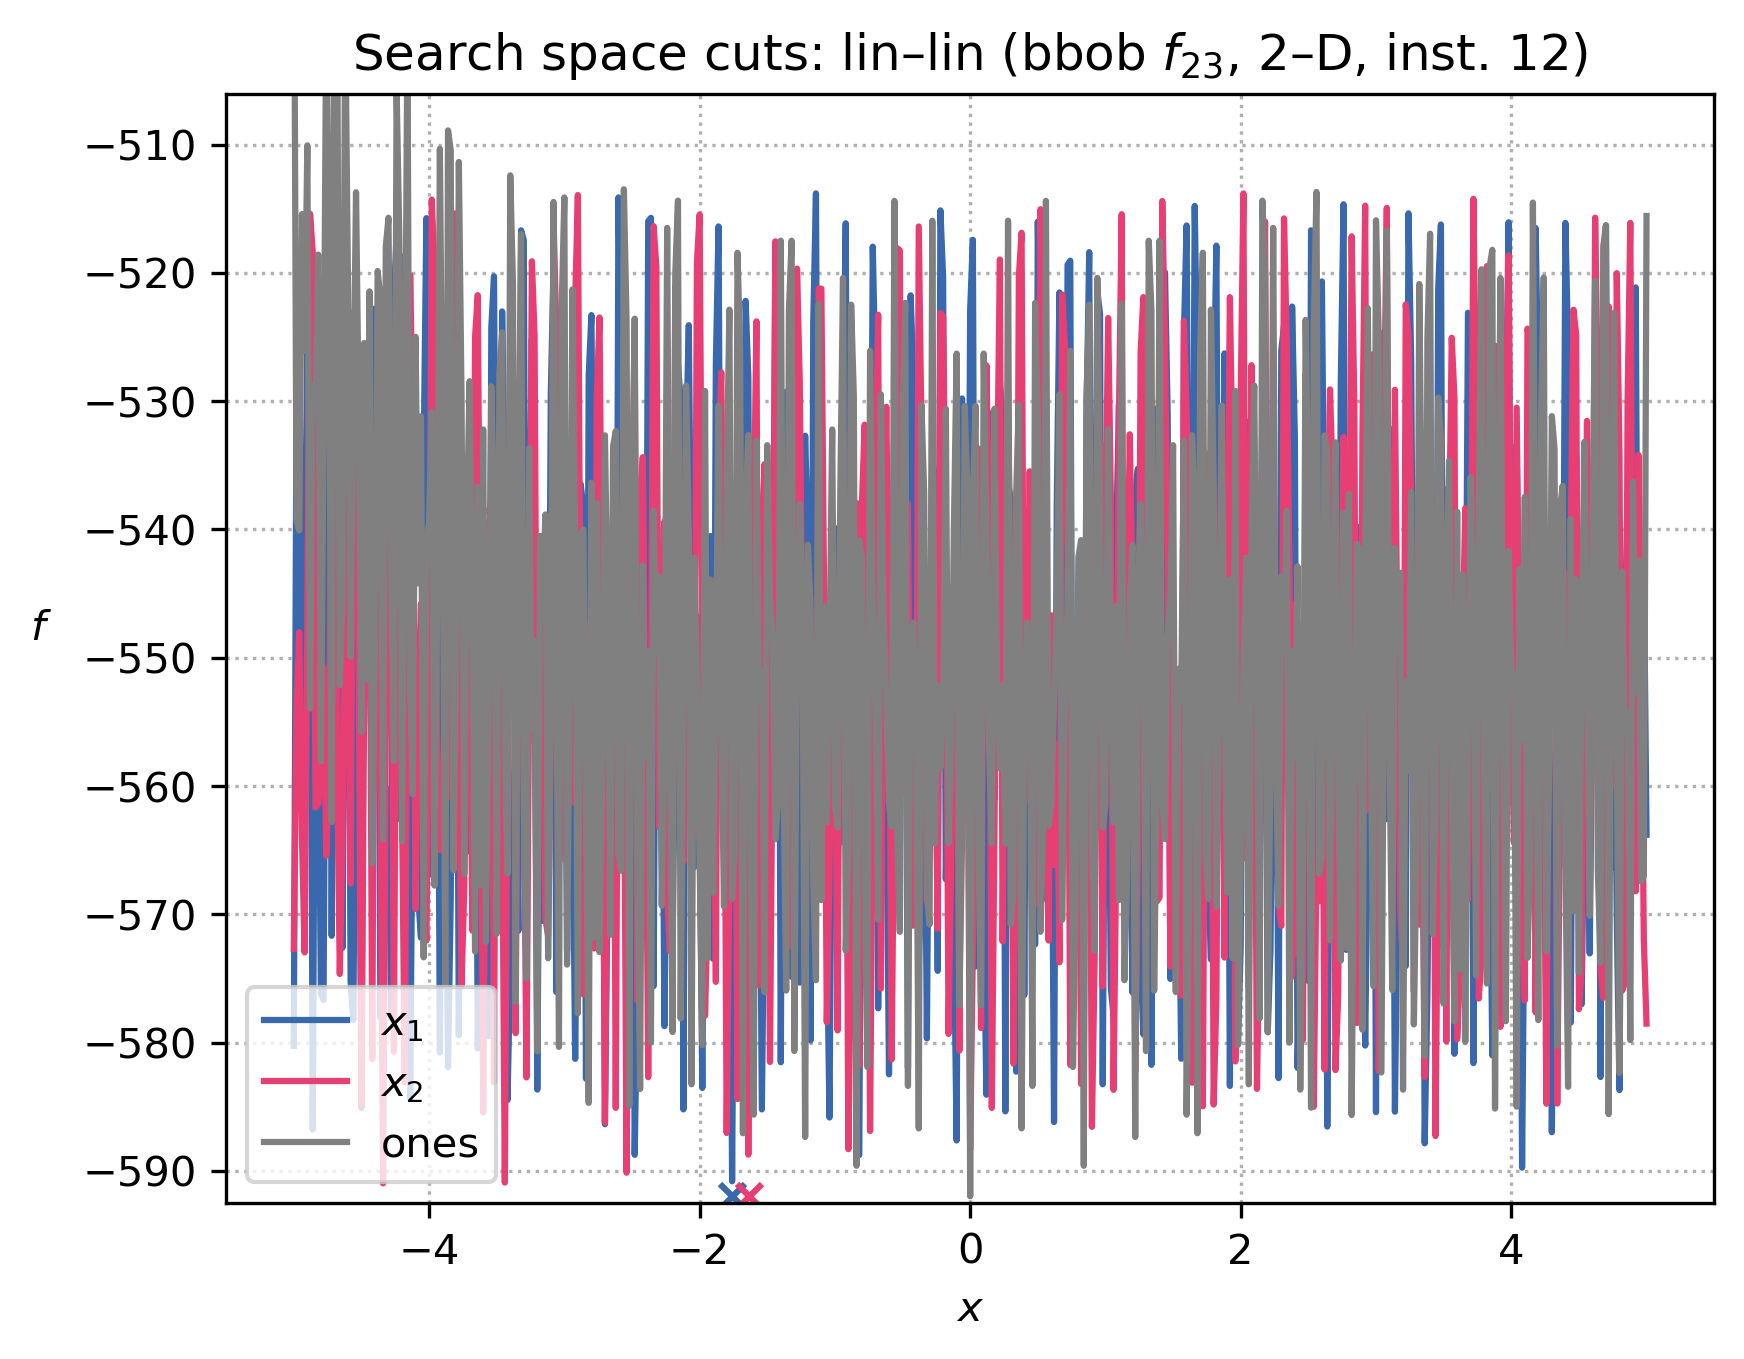 Search space cuts: lin–lin (bbob f₂₃, 2–D, inst. 12)
−510
−520
−530
−540
−550
−560
−570
−580
−590
f
x₁
x₂
ones
−4
−2
0
2
4
x